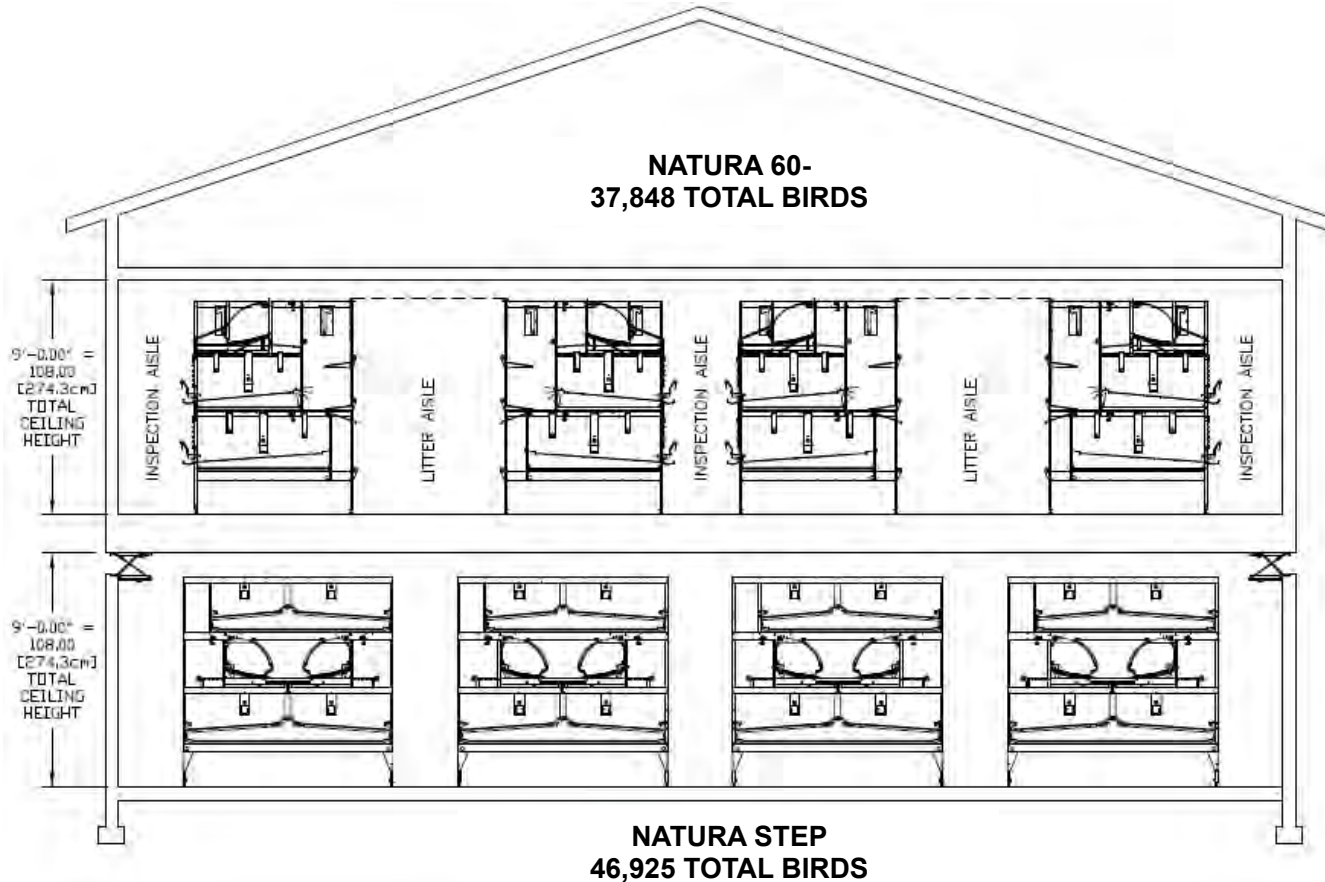 NATURA 60-
37,848 TOTAL BIRDS
9'-0.00" =
108.00
[274.3cm]
TOTAL
CEILING
HEIGHT
INSPECTION AISLE
LITTER AISLE
INSPECTION AISLE
LITTER AISLE
INSPECTION AISLE
9'-0.00" =
108.00
[274.3cm]
TOTAL
CEILING
HEIGHT
NATURA STEP
46,925 TOTAL BIRDS